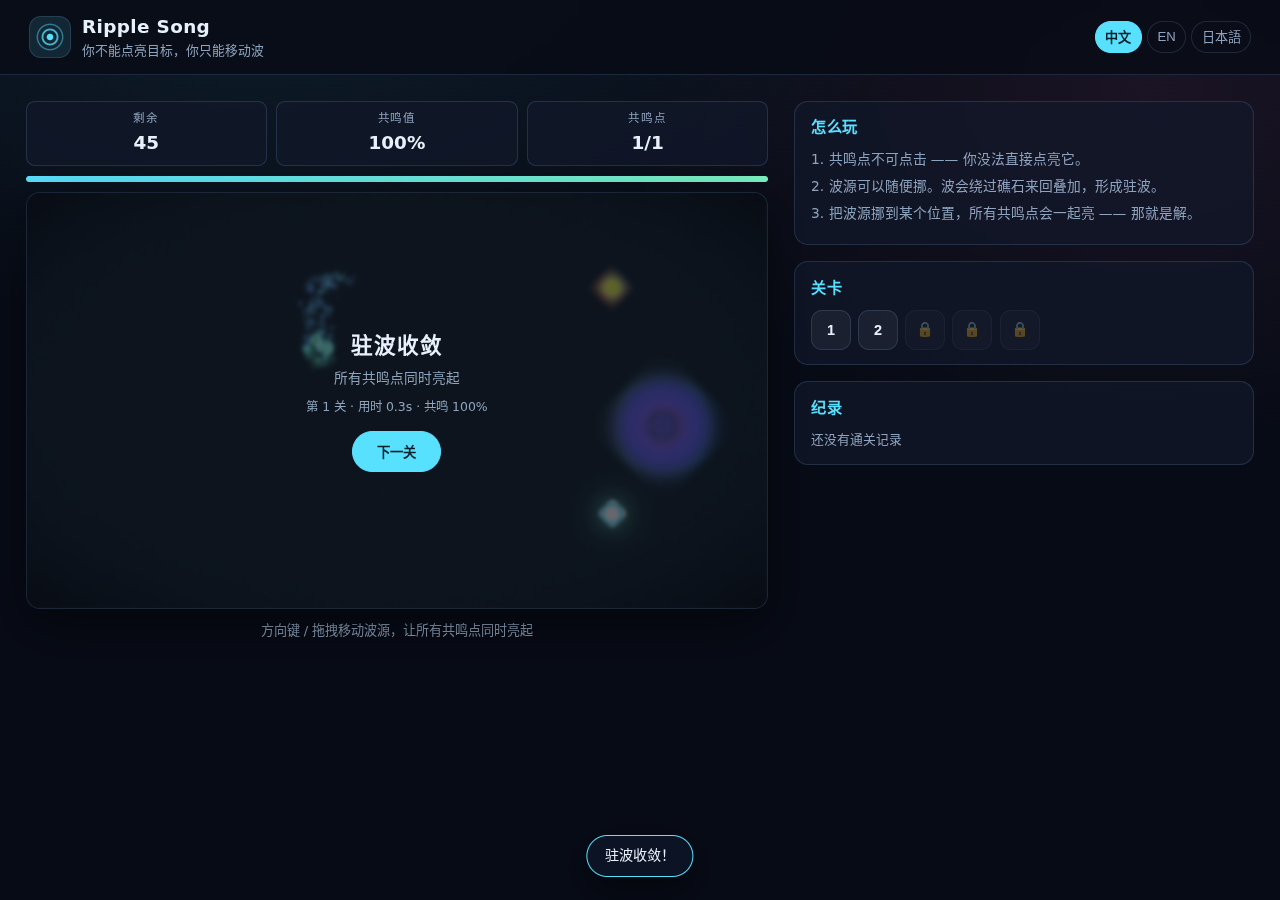 Ripple Song
你不能点亮目标，你只能移动波
中文
EN
日本語
剩余
45
共鸣值
100%
共鸣点
1/1
驻波收敛
所有共鸣点同时亮起
第 1 关 · 用时 0.3s · 共鸣 100%
下一关
方向键 / 拖拽移动波源，让所有共鸣点同时亮起
怎么玩
1. 共鸣点不可点击 —— 你没法直接点亮它。
2. 波源可以随便挪。波会绕过礁石来回叠加，形成驻波。
3. 把波源挪到某个位置，所有共鸣点会一起亮 —— 那就是解。
关卡
1
2
纪录
还没有通关记录
驻波收敛！